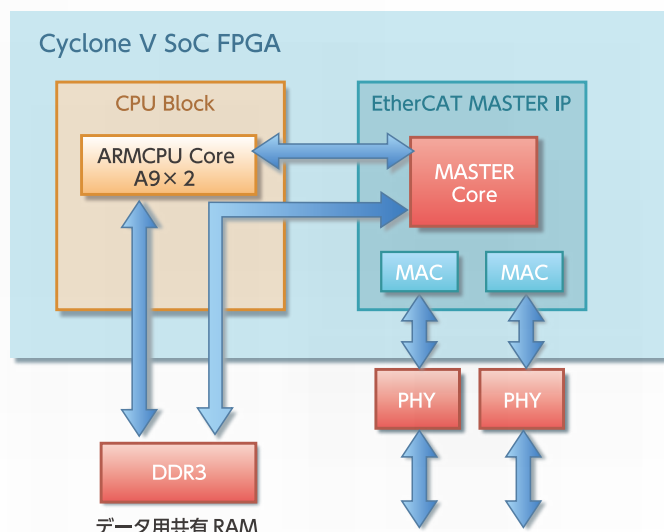 Cyclone V SoC FPGA
CPU Block
EtherCAT MASTER IP
ARMCPU Core
A9×2
MASTER
Core
MAC
MAC
PHY
PHY
DDR3
データ用共有 RAM